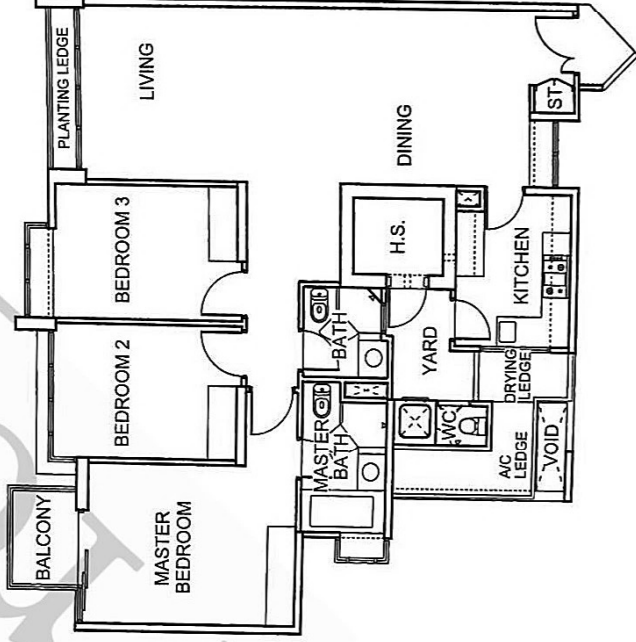 PLANTING LEDGE
LIVING
DINING
ST
BEDROOM 3
H.S.
KITCHEN
BEDROOM 2
BATH
YARD
DRYING
LEDGE
MASTER
BATH
WC
A/C
LEDGE
VOID
BALCONY
MASTER
BEDROOM